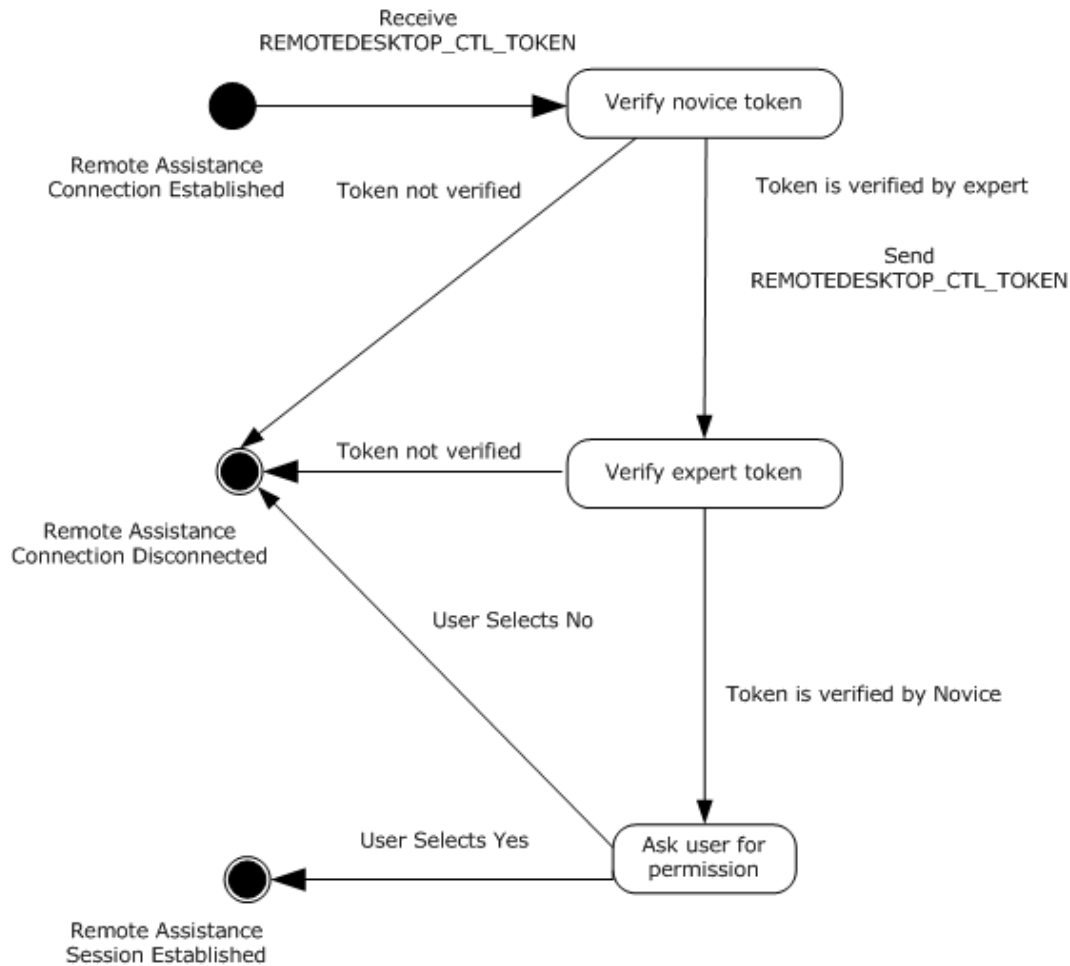 Receive
REMOTEDESKTOP_CTL_TOKEN
Verify novice token
Remote Assistance
Connection Established
Token not verified
Token is verified by expert
Send
REMOTEDESKTOP_CTL_TOKEN
Token not verified
Verify expert token
Remote Assistance
Connection Disconnected
User Selects No
Token is verified by Novice
User Selects Yes
Ask user for
permission
Remote Assistance
Session Established